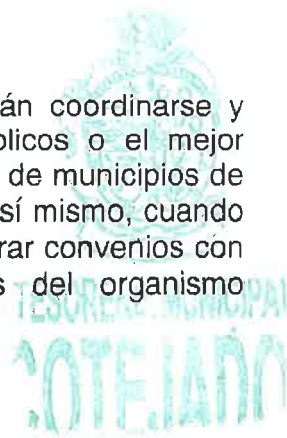 án coordinarse y
blicos o el mejor
de municipios de
sí mismo, cuando
rar convenios con
s del organismo
TESORERÍA MUNICIPAL
COTEJADO